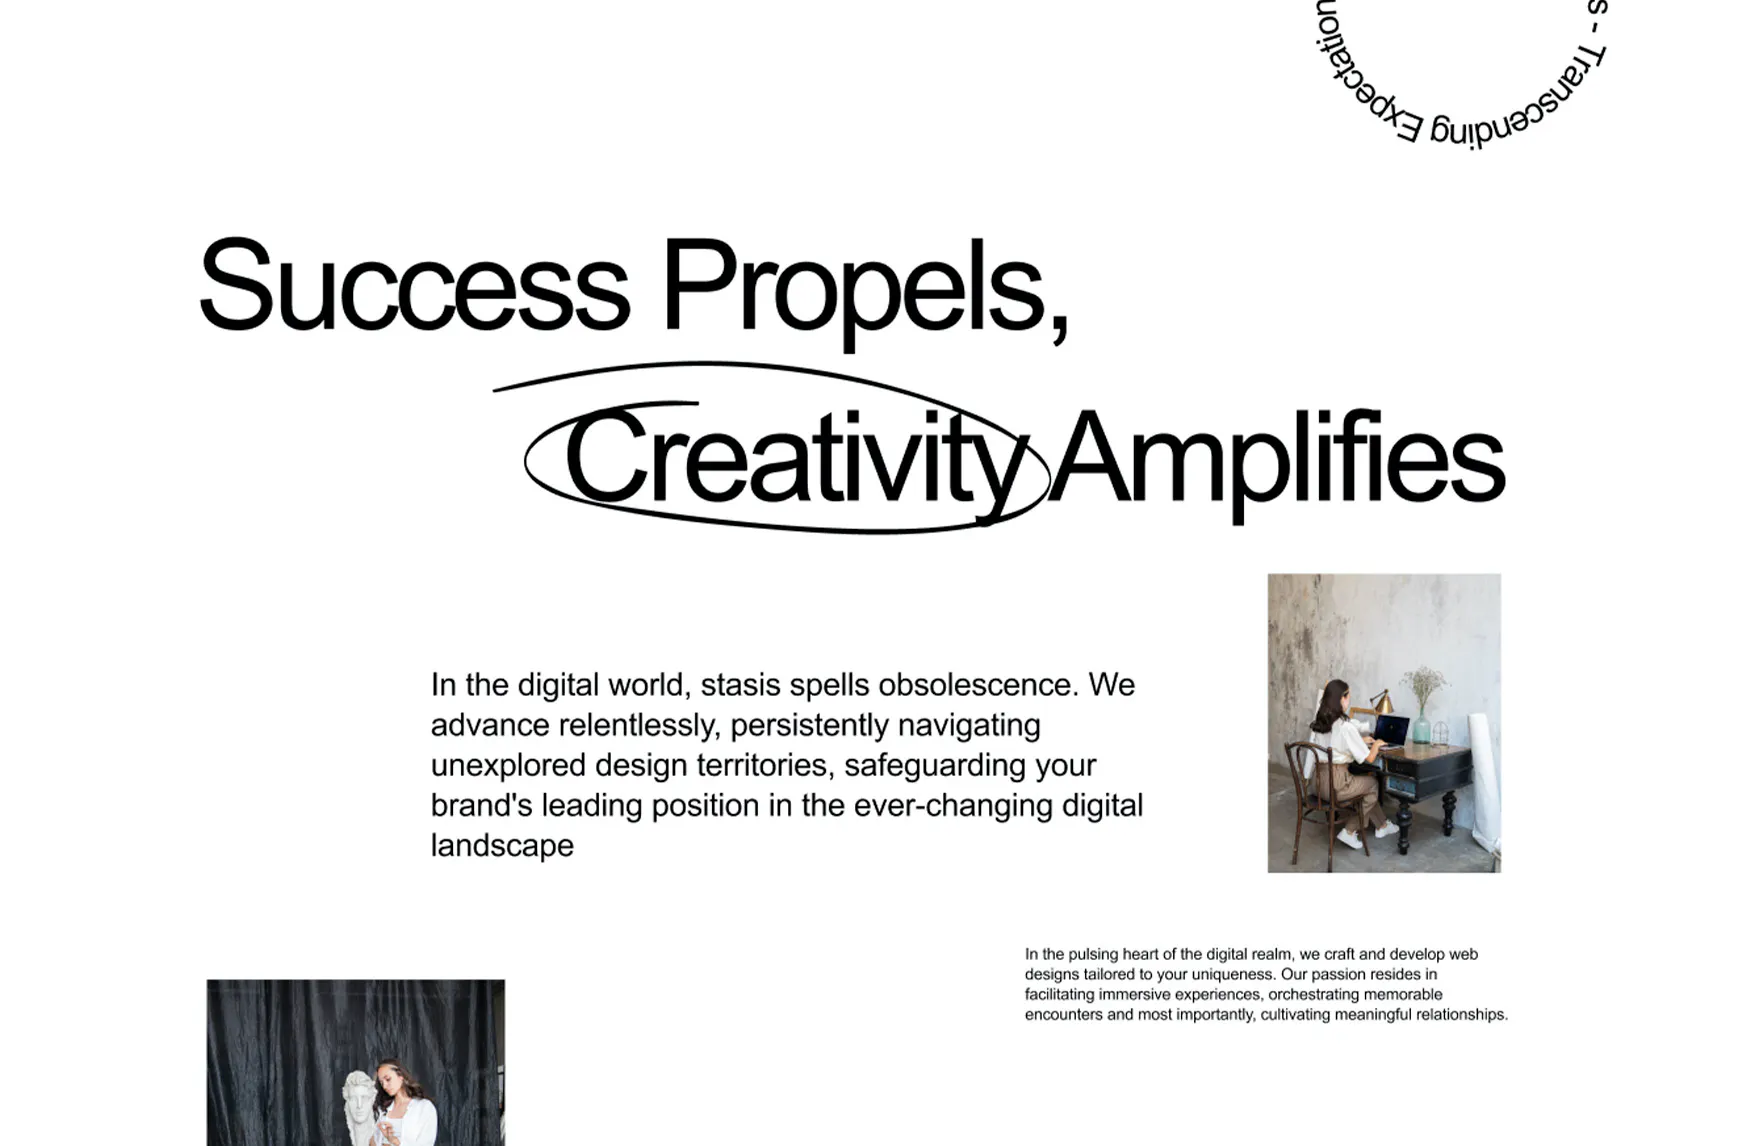 s - Transcending Expectation
Success Propels,
Creativity Amplifies
In the digital world, stasis spells obsolescence. We
advance relentlessly, persistently navigating
unexplored design territories, safeguarding your
brand's leading position in the ever-changing digital
landscape
In the pulsing heart of the digital realm, we craft and develop web
designs tailored to your uniqueness. Our passion resides in
facilitating immersive experiences, orchestrating memorable
encounters and most importantly, cultivating meaningful relationships.